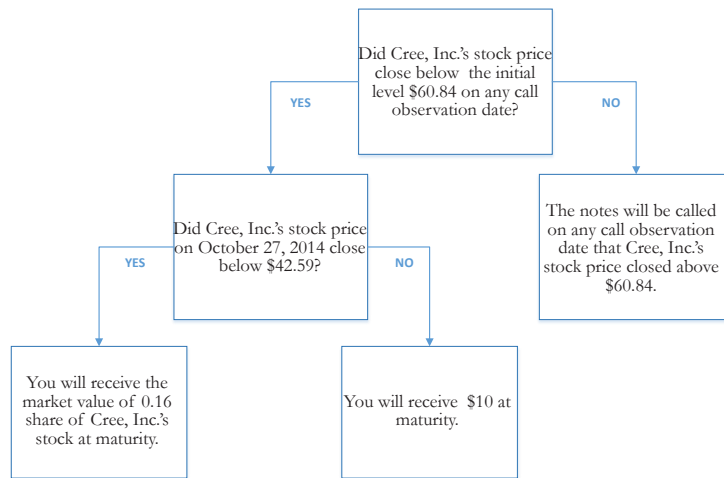 Did Cree, Inc.'s stock price
close below the initial
level $60.84 on any call
observation date?
YES
NO
Did Cree, Inc.'s stock price
on October 27, 2014 close
below $42.59?
The notes will be called
on any call observation
date that Cree, Inc.'s
stock price closed above
$60.84.
YES
NO
You will receive the
market value of 0.16
share of Cree, Inc.'s
stock at maturity.
You will receive $10 at
maturity.